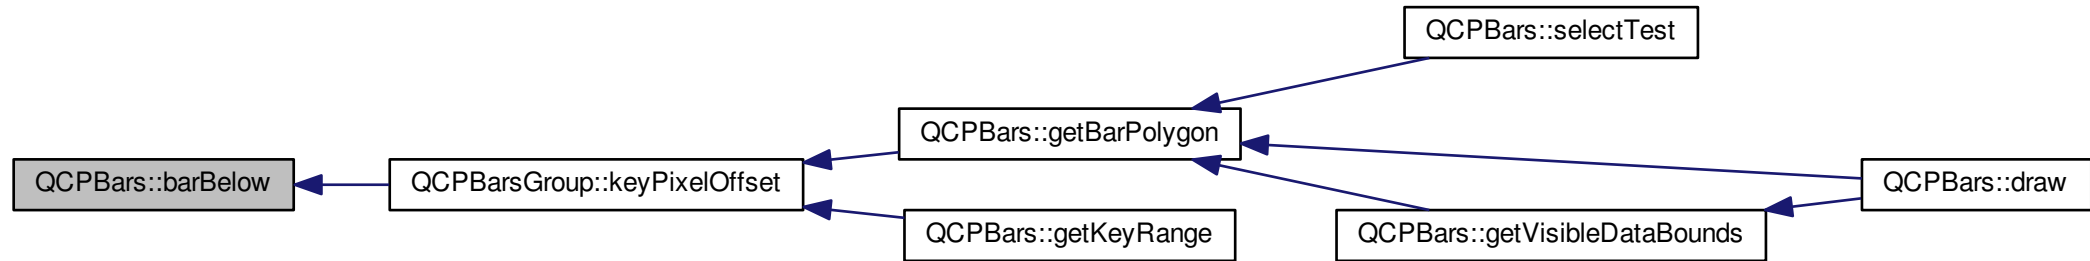 QCPBars::selectTest
QCPBars::getBarPolygon
QCPBars::barBelow
QCPBarsGroup::keyPixelOffset
QCPBars::draw
QCPBars::getKeyRange
QCPBars::getVisibleDataBounds